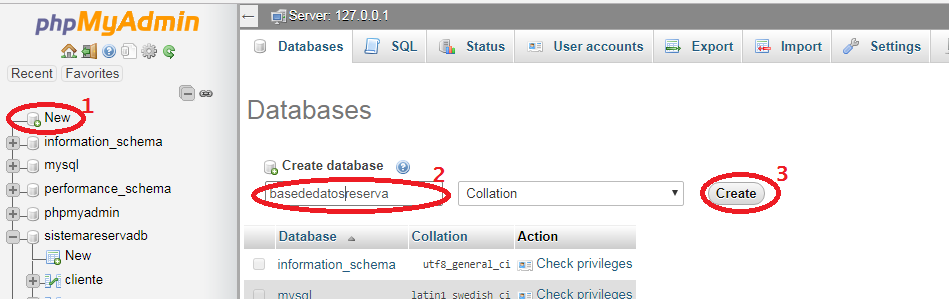 phpMyAdmin
Recent Favorites
New 1
information_schema
mysql
performance_schema
phpmyadmin
sistemareservadb
New
cliente
Server: 127.0.0.1
Databases SQL Status User accounts Export Import Settings
Databases
Create database
2
basededatosreserva Collation Create 3
Database Collation Action
information_schema utf8_general_ci Check privileges
mysql latin1_swedish_ci Check privileges